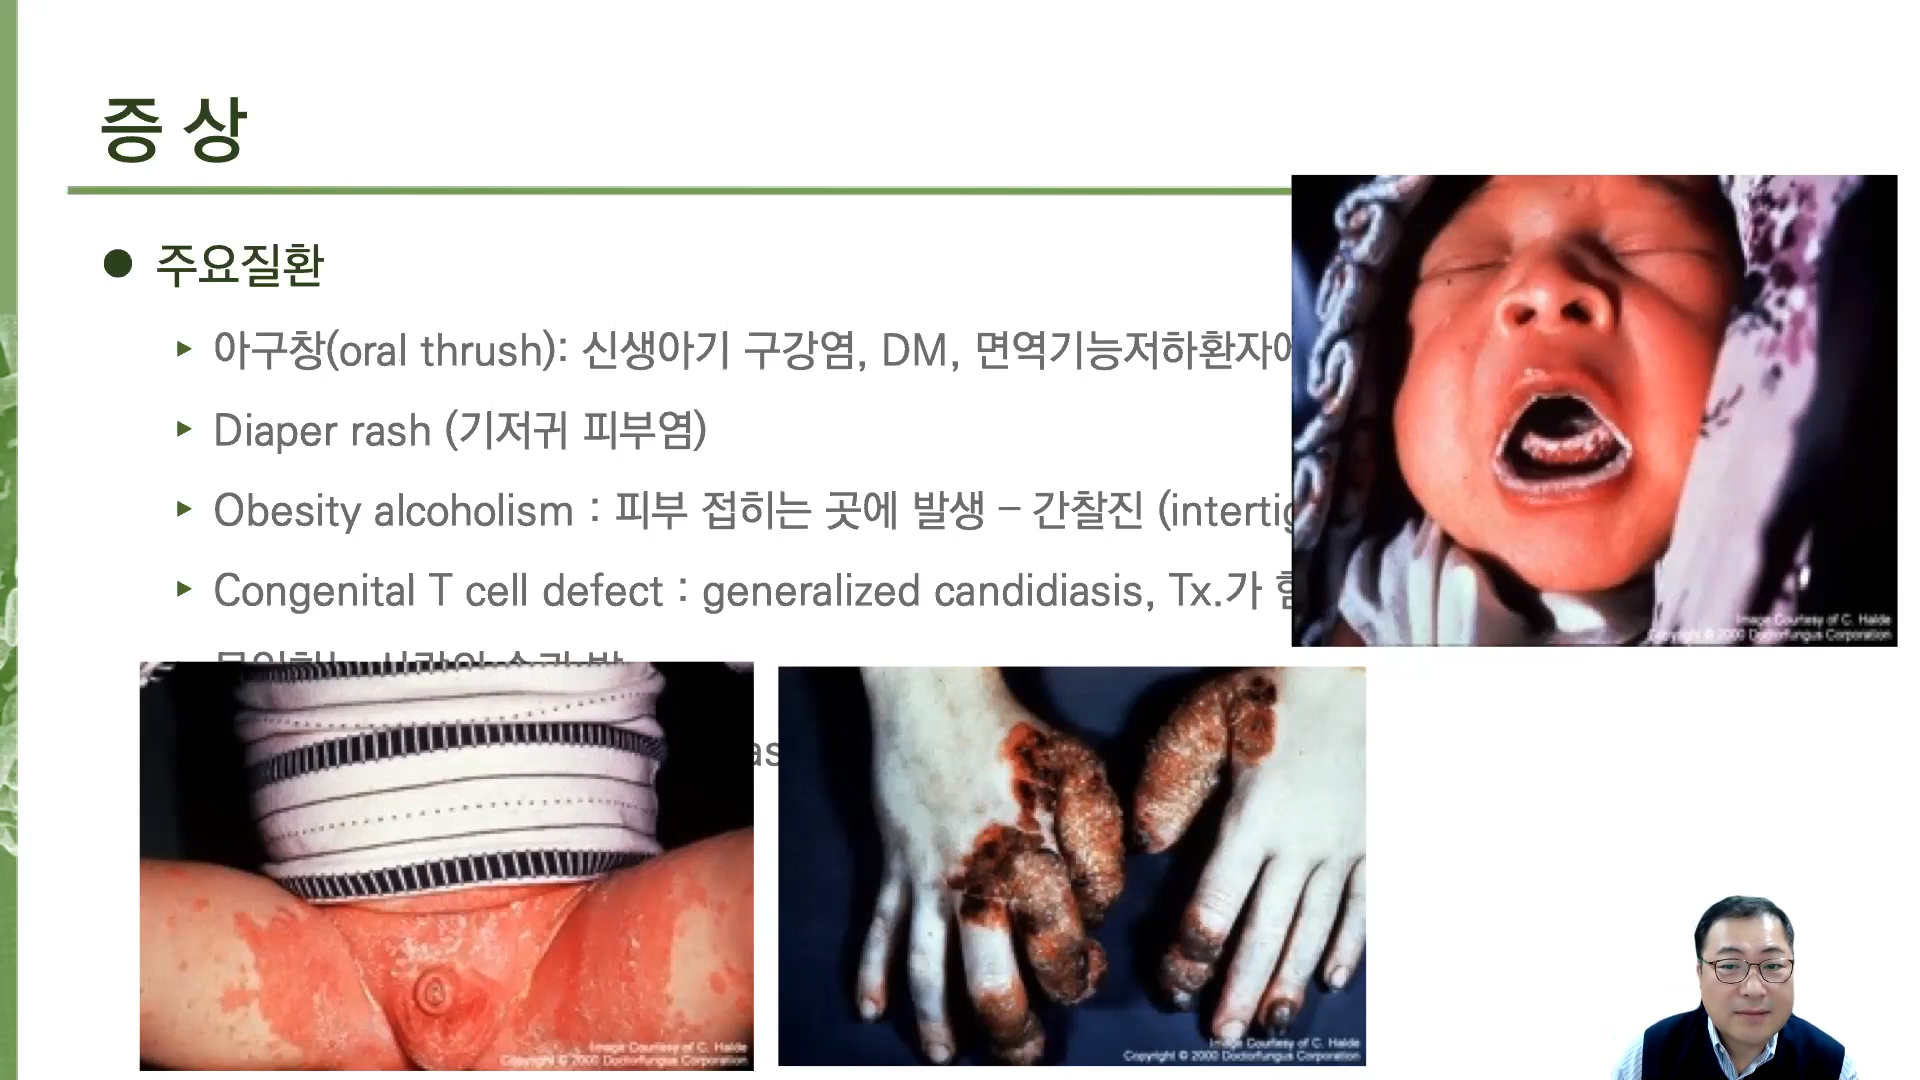 증 상
● 주요질환
▸ 아구창(oral thrush): 신생아기 구강염, DM, 면역기능저하환자에
▸ Diaper rash (기저귀 피부염)
▸ Obesity alcoholism : 피부 접히는 곳에 발생 – 간찰진 (intertig
▸ Congenital T cell defect : generalized candidiasis, Tx.가
as
Image Courtesy of C. Halde
Copyright © 2000 Doctorfungus Corporation
Image Courtesy of C. Halde
Copyright © 2000 Doctorfungus Corporation
Image Courtesy of C. Halde
Copyright © 2000 Doctorfungus Corporation